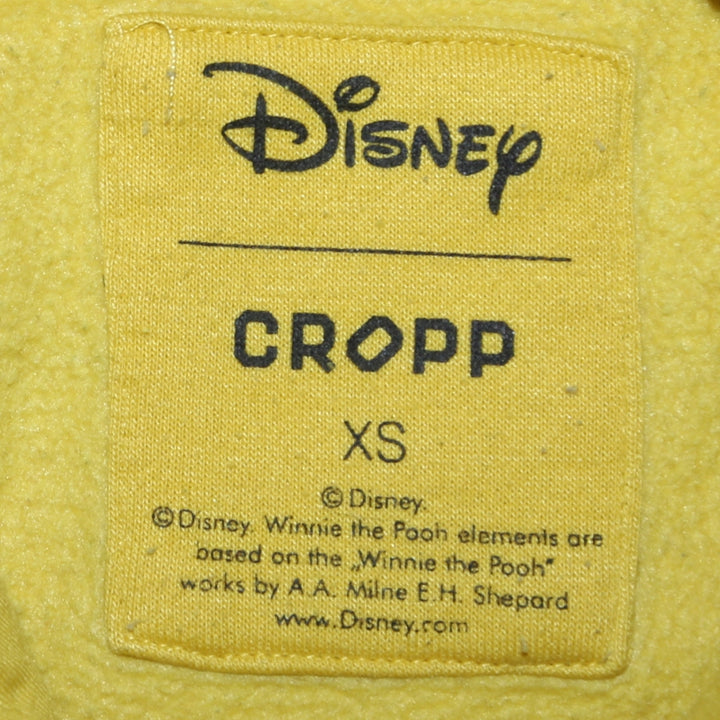 Disney
CROPP
XS
© Disney.
© Disney. Winnie the Pooh elements are
based on the „Winnie the Pooh"
works by A.A. Milne E.H. Shepard
www.Disney.com